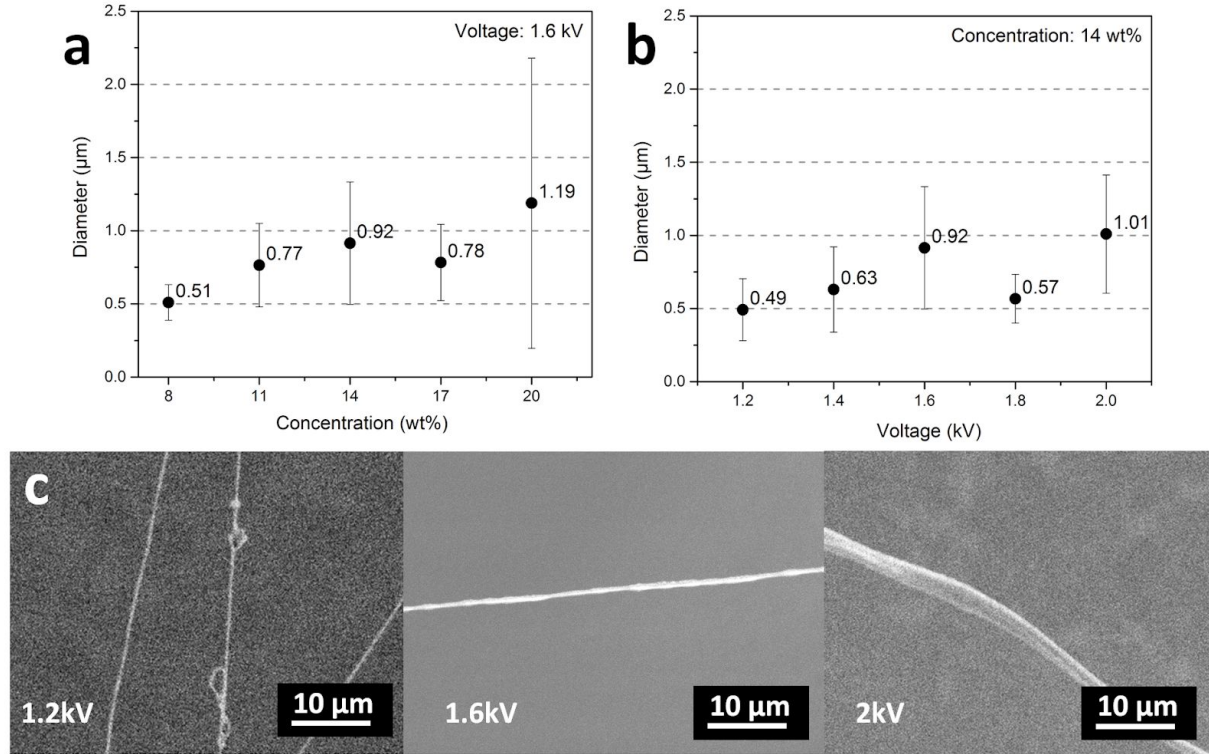 a
Voltage: 1.6 kV
2.5
2.0
1.5
1.0
0.5
0.0
Diameter (μm)
0.51
0.77
0.92
0.78
1.19
8
11
14
17
20
Concentration (wt%)
b
Concentration: 14 wt%
2.5
2.0
1.5
1.0
0.5
0.0
Diameter (μm)
0.49
0.63
0.92
0.57
1.01
1.2
1.4
1.6
1.8
2.0
Voltage (kV)
c
1.2kV
10 μm
1.6kV
10 μm
2kV
10 μm